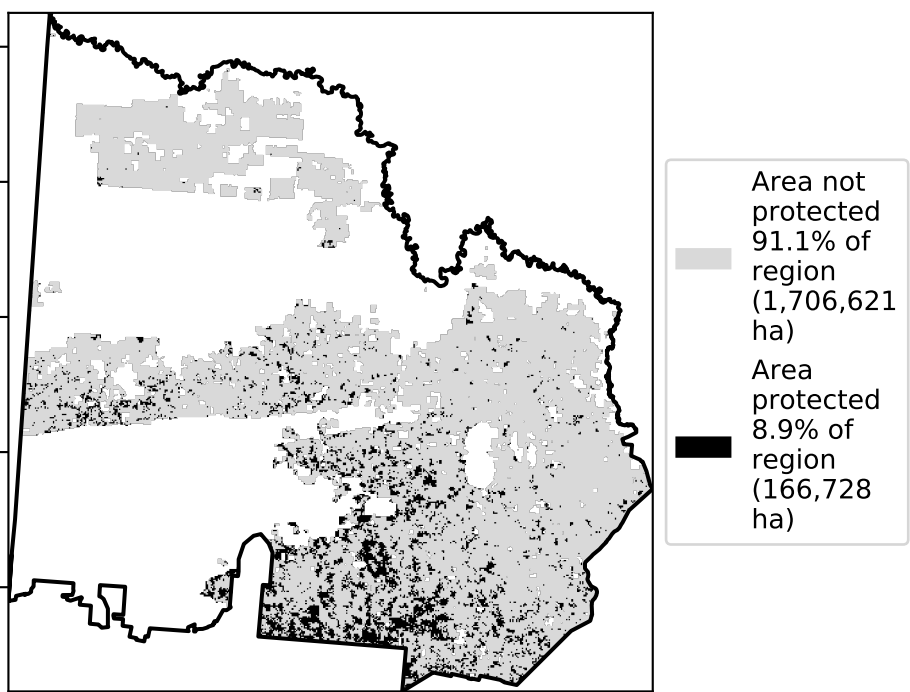 Area not
protected
91.1% of
region
(1,706,621
ha)
Area
protected
8.9% of
region
(166,728
ha)